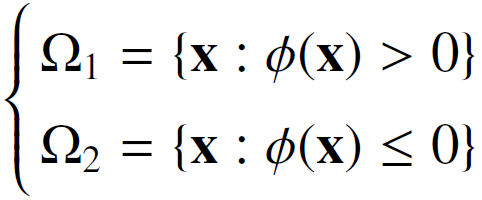 Ω₁ = {x : ϕ(x) > 0}
Ω₂ = {x : ϕ(x) ≤ 0}